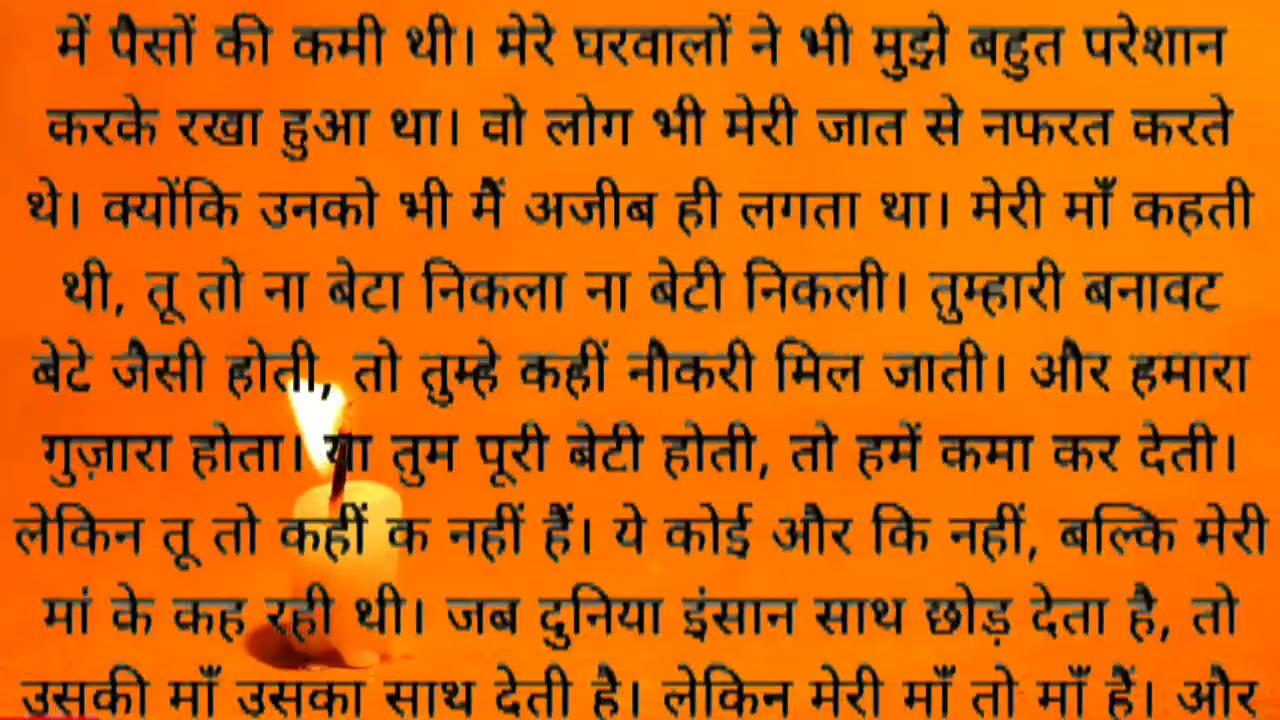 में पैसों की कमी थी। मेरे घरवालों ने भी मुझे बहुत परेशान
करके रखा हुआ था। वो लोग भी मेरी जात से नफरत करते
थे। क्योंकि उनको भी मैं अजीब ही लगता था। मेरी माँ कहती
थी, तू तो ना बेटा निकला ना बेटी निकली। तुम्हारी बनावट
बेटे जैसी होती, तो तुम्हे कहीं नौकरी मिल जाती। और हमारा
गुज़ारा होता। या तुम पूरी बेटी होती, तो हमें कमा कर देती।
लेकिन तू तो कहीं क नहीं हैं। ये कोई और कि नहीं, बल्कि मेरी
मां के कह रही थी। जब दुनिया इंसान साथ छोड़ देता है, तो
उसकी माँ उसका साथ देती है। लेकिन मेरी माँ तो माँ हैं। और